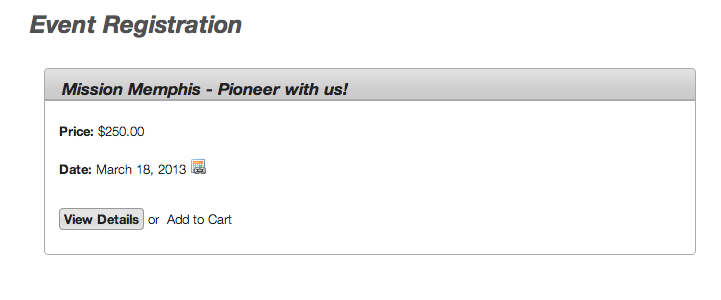 Event Registration
Mission Memphis - Pioneer with us!
Price: $250.00
Date: March 18, 2013
View Details or Add to Cart